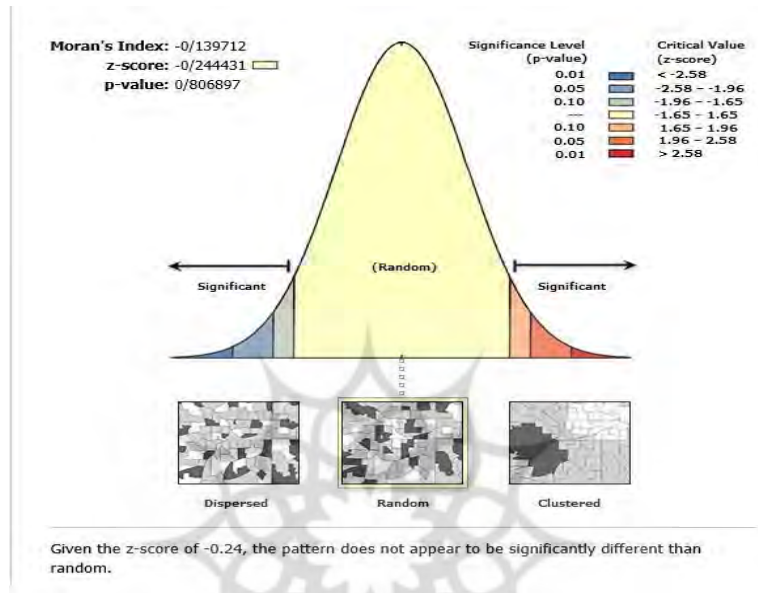 Moran's Index: -0/139712
z-score: -0/244431
p-value: 0/806897
Significance Level
(p-value)
Critical Value
(z-score)
0.01 < -2.58
0.05 -2.58 - -1.96
0.10 -1.96 - -1.65
— -1.65 - 1.65
0.10 1.65 - 1.96
0.05 1.96 - 2.58
0.01 > 2.58
Significant
(Random)
Significant
Dispersed
Random
Clustered
Given the z-score of -0.24, the pattern does not appear to be significantly different than
random.